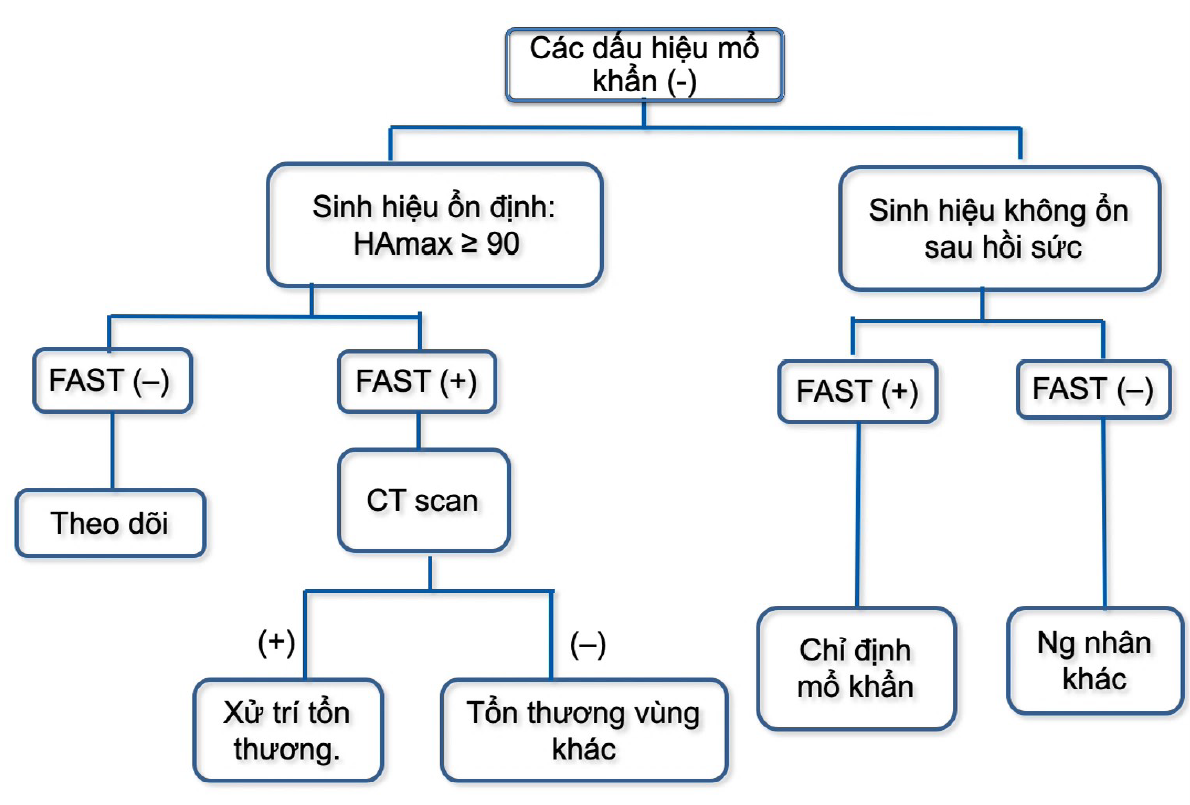 Các dấu hiệu mổ
khẩn (-)
Sinh hiệu ổn định:
HAmax ≥ 90
Sinh hiệu không ổn
sau hồi sức
FAST (–)
FAST (+)
FAST (+)
FAST (–)
CT scan
Theo dõi
(+)
(–)
Chỉ định
mổ khẩn
Ng nhân
khác
Xử trí tổn
thương.
Tổn thương vùng
khác